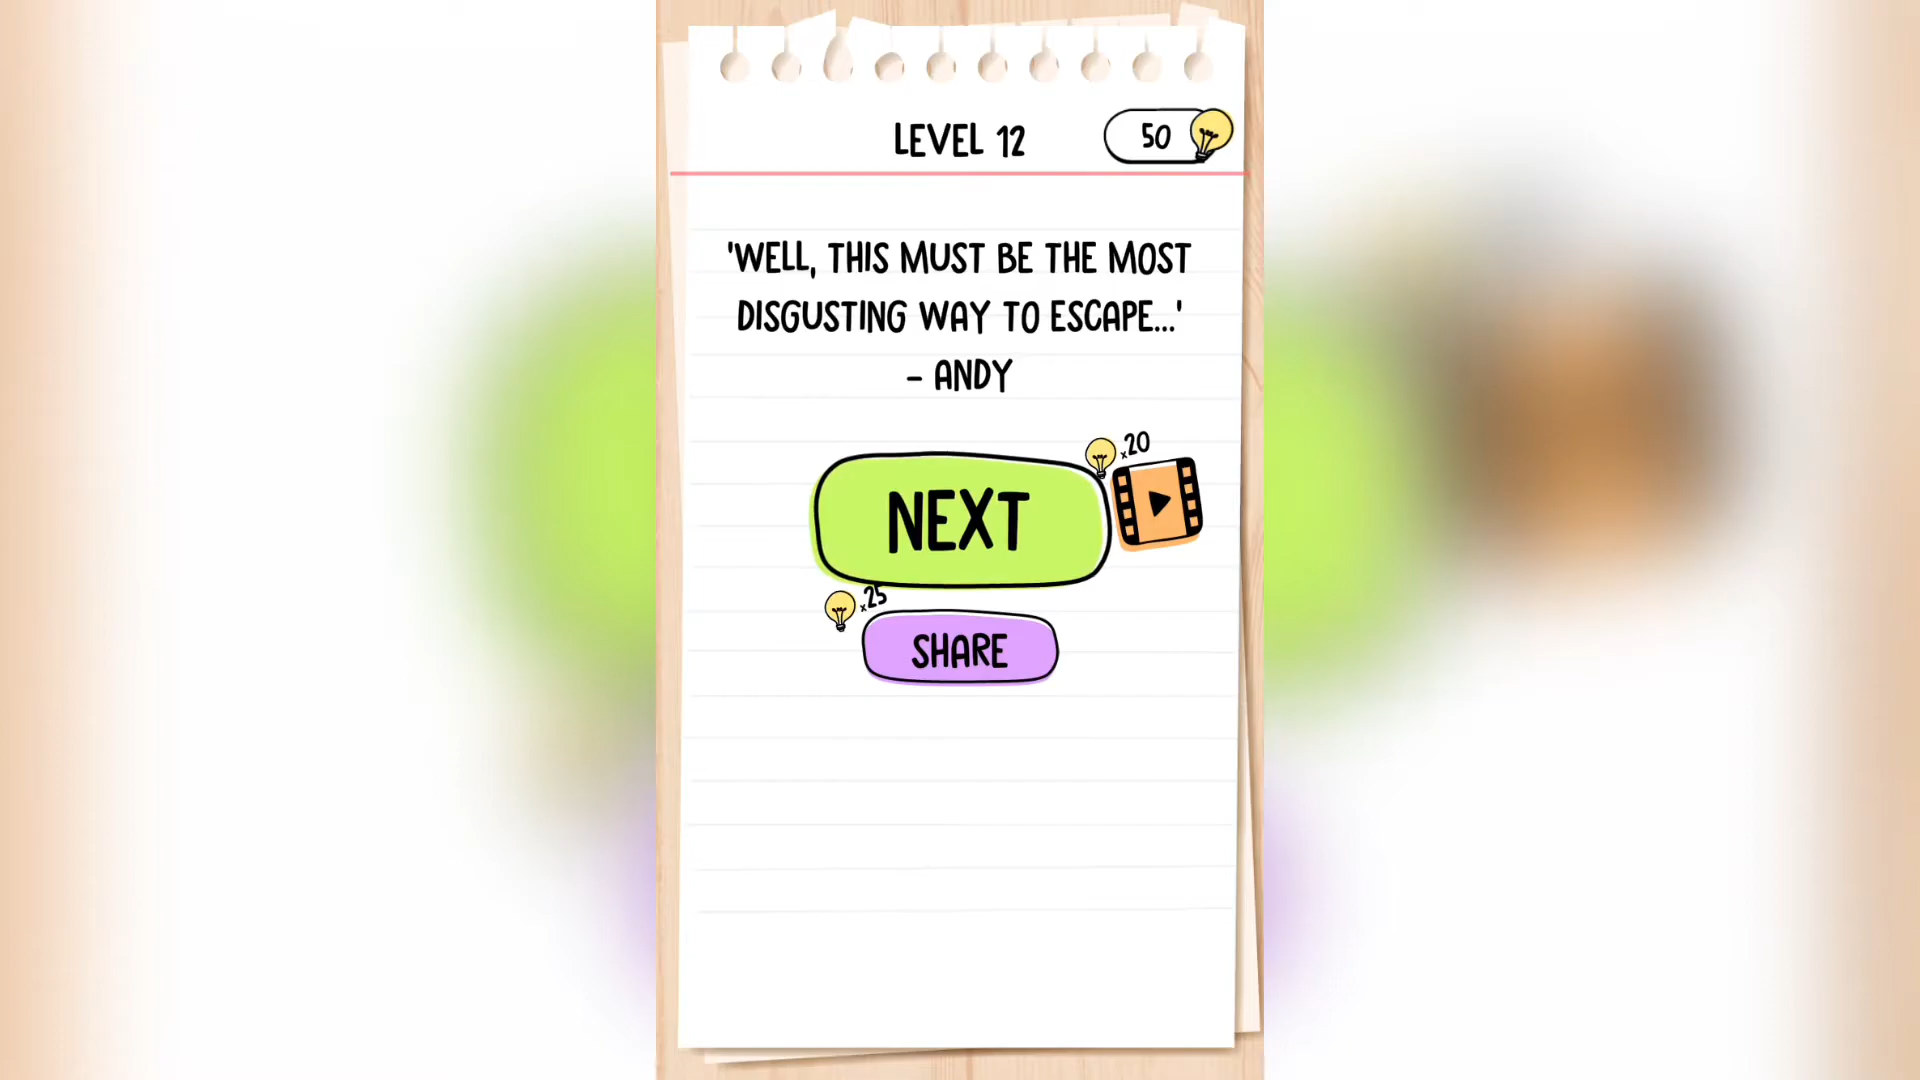 LEVEL 12
50
'WELL, THIS MUST BE THE MOST
DISGUSTING WAY TO ESCAPE...'
– ANDY
x20
NEXT
x25
SHARE